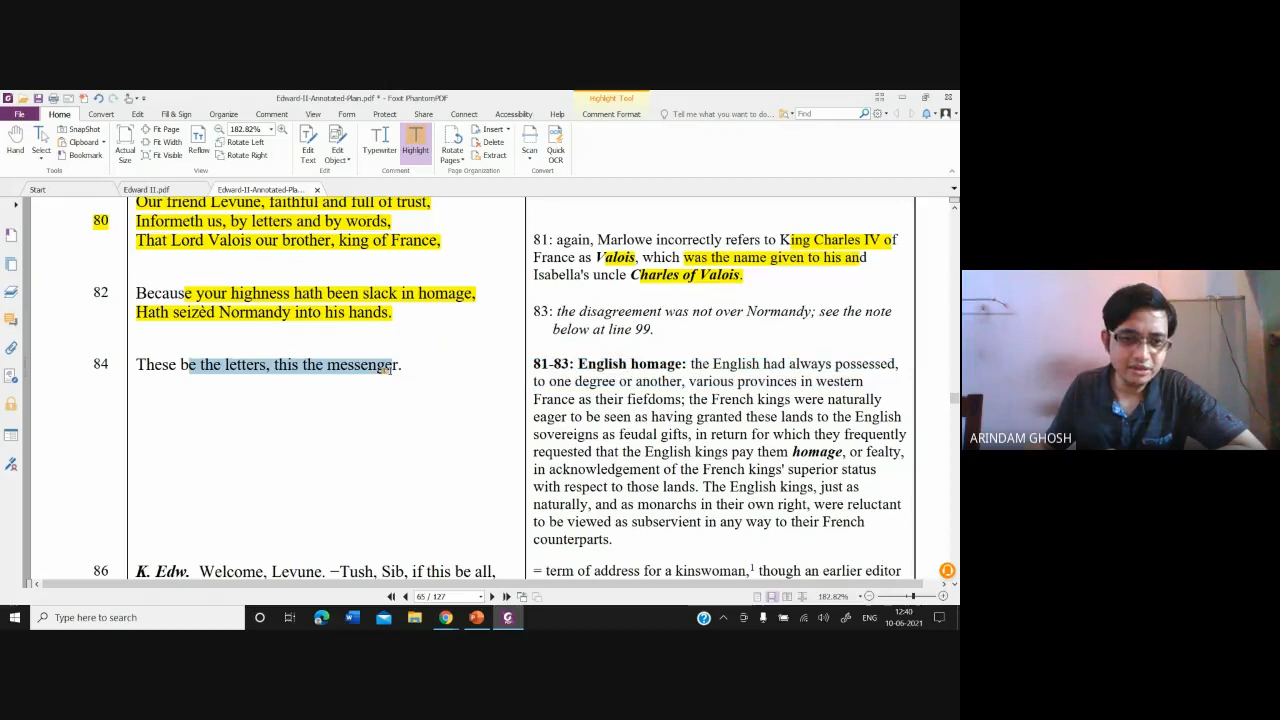 Edward-II-Annotated-Plain.pdf * - Foxit PhantomPDF
Highlight Tool
File Home Convert Edit Fill & Sign Organize Comment View Form Protect Share Connect Accessibility Help Comment Format Tell me what you want to do... Find
Hand Select SnapShot Clipboard Bookmark Actual Size Fit Page Fit Width Fit Visible Reflow 182.82% Rotate Left Rotate Right Edit Text Edit Object Typewriter Highlight Rotate Pages Insert Delete Extract Scan Quick OCR
Tools View Edit Comment Page Organization Convert
Start Edward II.pdf Edward-II-Annotated-Pla...
Our friend Levune, faithful and full of trust,
80 Informeth us, by letters and by words,
That Lord Valois our brother, king of France,
82 Because your highness hath been slack in homage,
Hath seizèd Normandy into his hands.
84 These be the letters, this the messenger.
86 K. Edw. Welcome, Levune. −Tush, Sib, if this be all,
81: again, Marlowe incorrectly refers to King Charles IV of
France as Valois, which was the name given to his and
Isabella's uncle Charles of Valois.
83: the disagreement was not over Normandy; see the note
below at line 99.
81-83: English homage: the English had always possessed,
to one degree or another, various provinces in western
France as their fiefdoms; the French kings were naturally
eager to be seen as having granted these lands to the English
sovereigns as feudal gifts, in return for which they frequently
requested that the English kings pay them homage, or fealty,
in acknowledgement of the French kings' superior status
with respect to those lands. The English kings, just as
naturally, and as monarchs in their own right, were reluctant
to be viewed as subservient in any way to their French
counterparts.
= term of address for a kinswoman,¹ though an earlier editor
65 / 127 182.82%
Type here to search ENG 12:40
10-06-2021
ARINDAM GHOSH